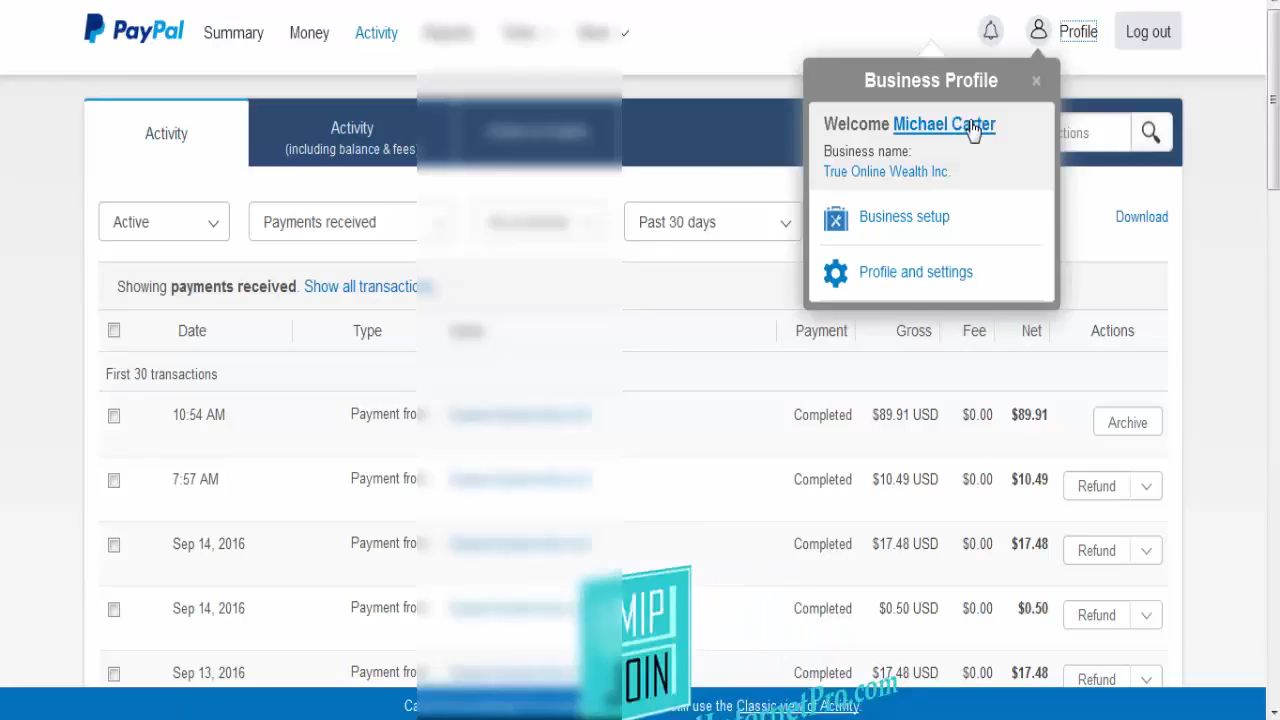 PayPal Summary Money Activity Profile Log out
Business Profile ×
Activity
Activity
(including balance & fees)
Welcome Michael Carter
Business name:
True Online Wealth Inc.
Business setup
Profile and settings
Active Payments received Past 30 days Download
Showing payments received. Show all transactio
Date Type Payment Gross Fee Net Actions
First 30 transactions
10:54 AM Payment fro Completed $89.91 USD $0.00 $89.91 Archive
7:57 AM Payment fro Completed $10.49 USD $0.00 $10.49 Refund
Sep 14, 2016 Payment fro Completed $17.48 USD $0.00 $17.48 Refund
Sep 14, 2016 Completed $0.50 USD $0.00 $0.50 Refund
Sep 13, 2016 Payment fro Completed $17.48 USD $0.00 $17.48 Refund
MIP
OIN
use the Classic view of Activity.